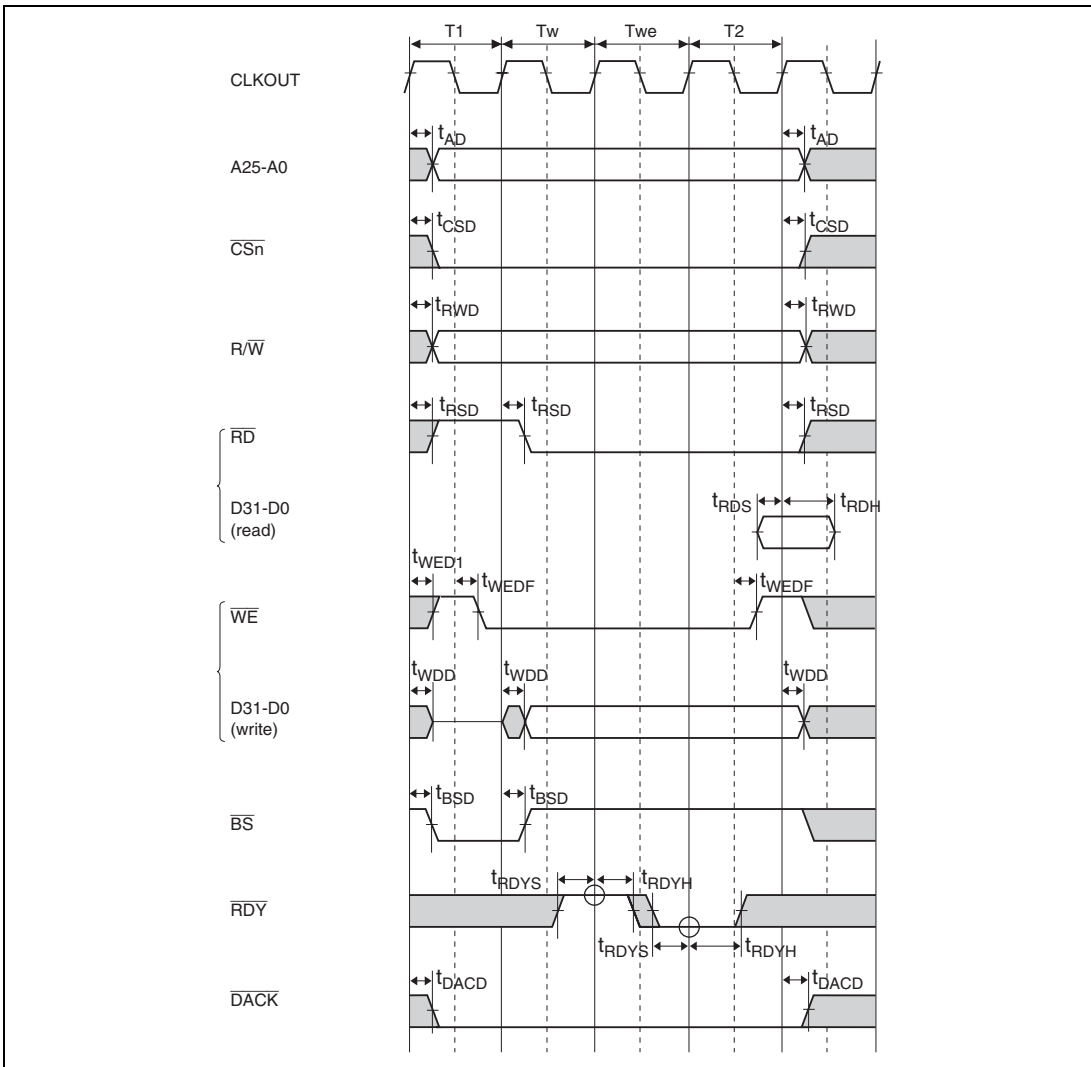 T1 Tw Twe T2
CLKOUT
tAD tAD
A25-A0
tCSD tCSD
CSn
tRWD tRWD
R/W
tRSD tRSD tRSD
RD
D31-D0
(read)
tRDS tRDH
tWED1
tWEDF tWEDF
WE
tWDD tWDD tWDD
D31-D0
(write)
tBSD tBSD
BS
tRDYS tRDYH
RDY
tRDYS tRDYH
tDACD tDACD
DACK